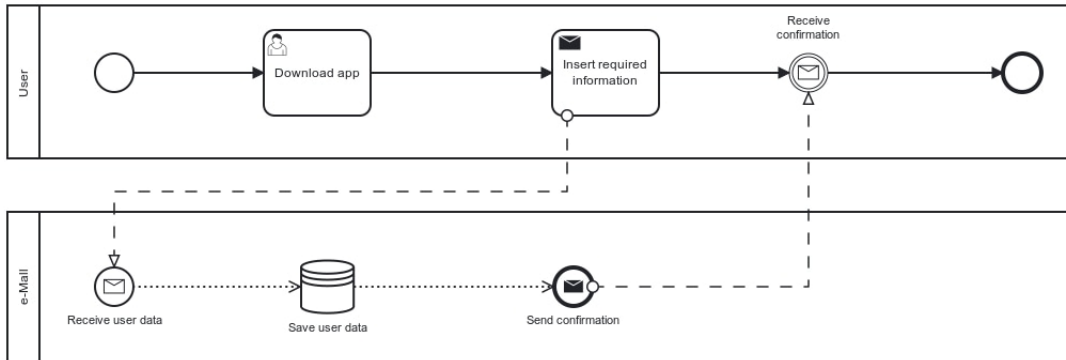 User
Download app
Insert required
information
Receive
confirmation
e-Mall
Receive user data
Save user data
Send confirmation